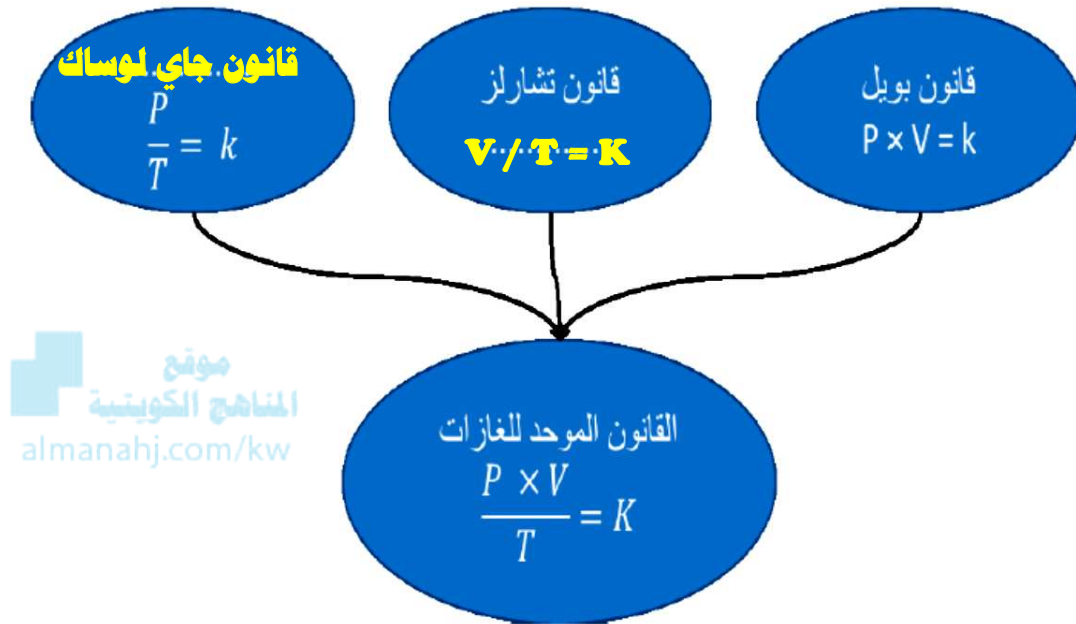 قانون بويل
P × V = k
قانون تشارلز
V / T = K
قانون جاي لوساك
P
T = k
القانون الموحد للغازات
P × V
T = K
موقع
المناهج الكويتية
almanahj.com/kw